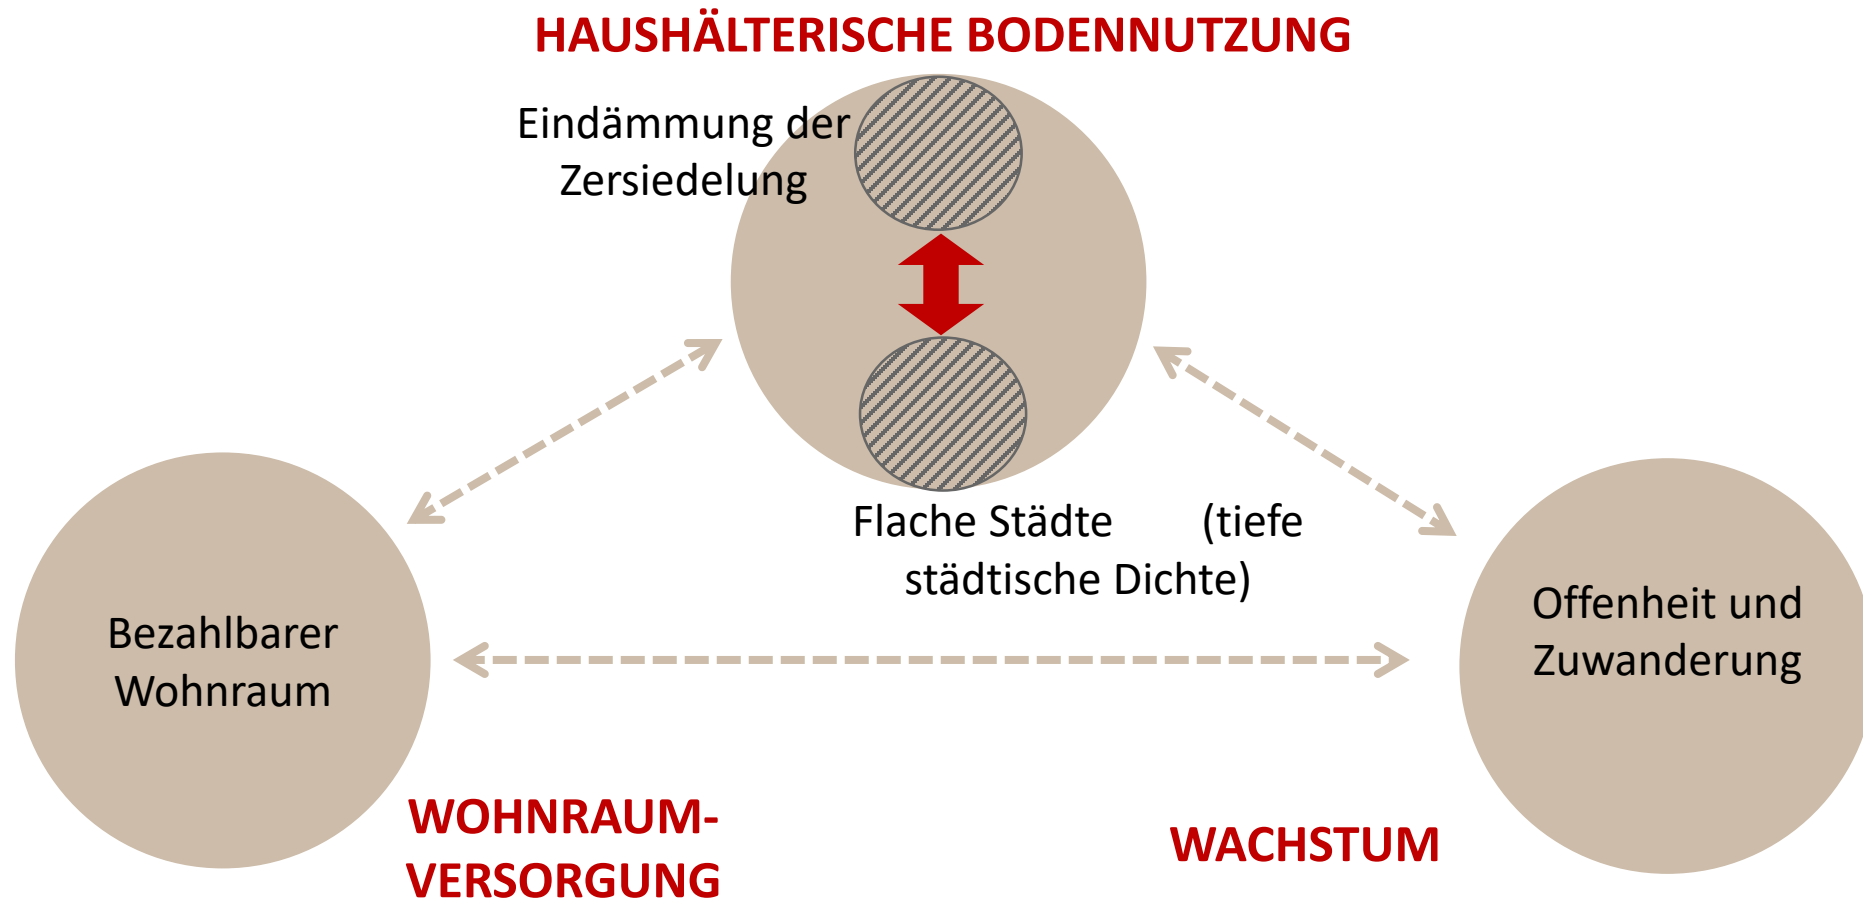 HAUSHÄLTERISCHE BODENNUTZUNG
Eindämmung der
Zersiedelung
Flache Städte (tiefe
städtische Dichte)
Bezahlbarer
Wohnraum
Offenheit und
Zuwanderung
WOHNRAUM-
VERSORGUNG
WACHSTUM